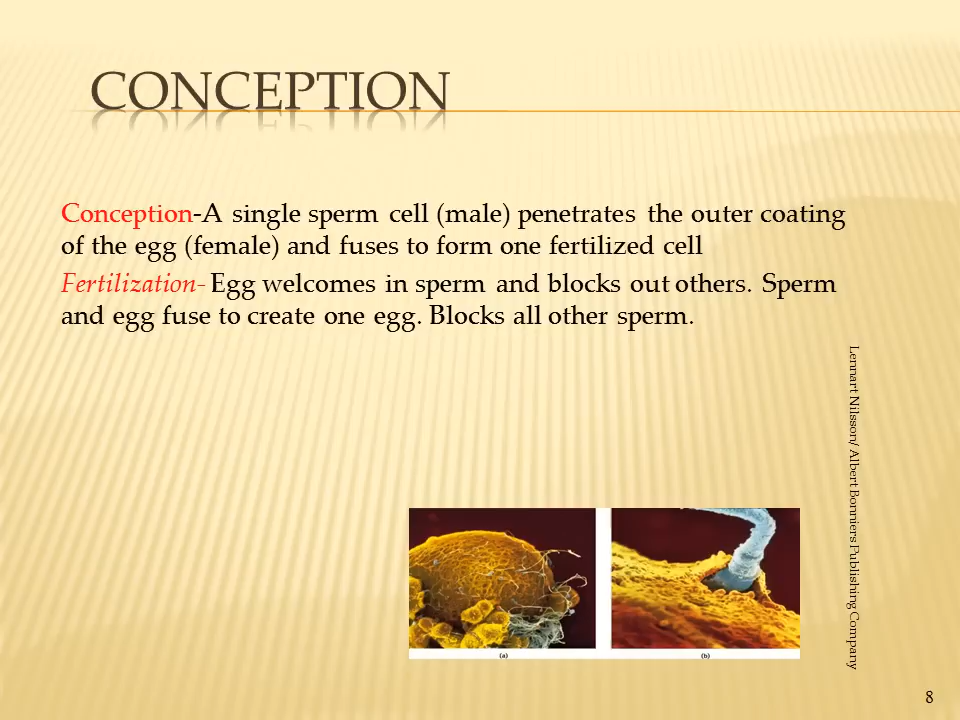 CONCEPTION
Conception-A single sperm cell (male) penetrates the outer coating
of the egg (female) and fuses to form one fertilized cell
Fertilization- Egg welcomes in sperm and blocks out others. Sperm
and egg fuse to create one egg. Blocks all other sperm.
Lennart Nilsson/ Albert Bonniers Publishing Company
(a)
(b)
8